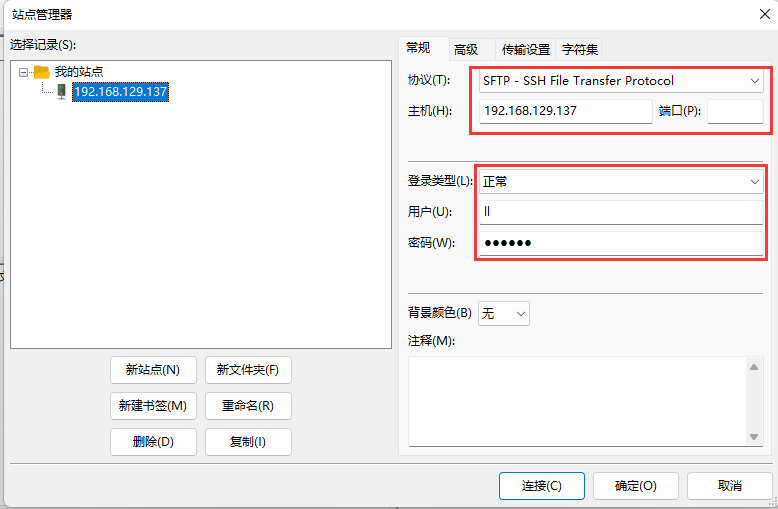 站点管理器
选择记录(S):
我的站点
192.168.129.137
新站点(N)
新文件夹(F)
新建书签(M)
重命名(R)
删除(D)
复制(I)
常规
高级
传输设置
字符集
协议(T):
SFTP - SSH File Transfer Protocol
主机(H):
192.168.129.137
端口(P):
登录类型(L):
正常
用户(U):
ll
密码(W):
●●●●●●
背景颜色(B)
无
注释(M):
连接(C)
确定(O)
取消